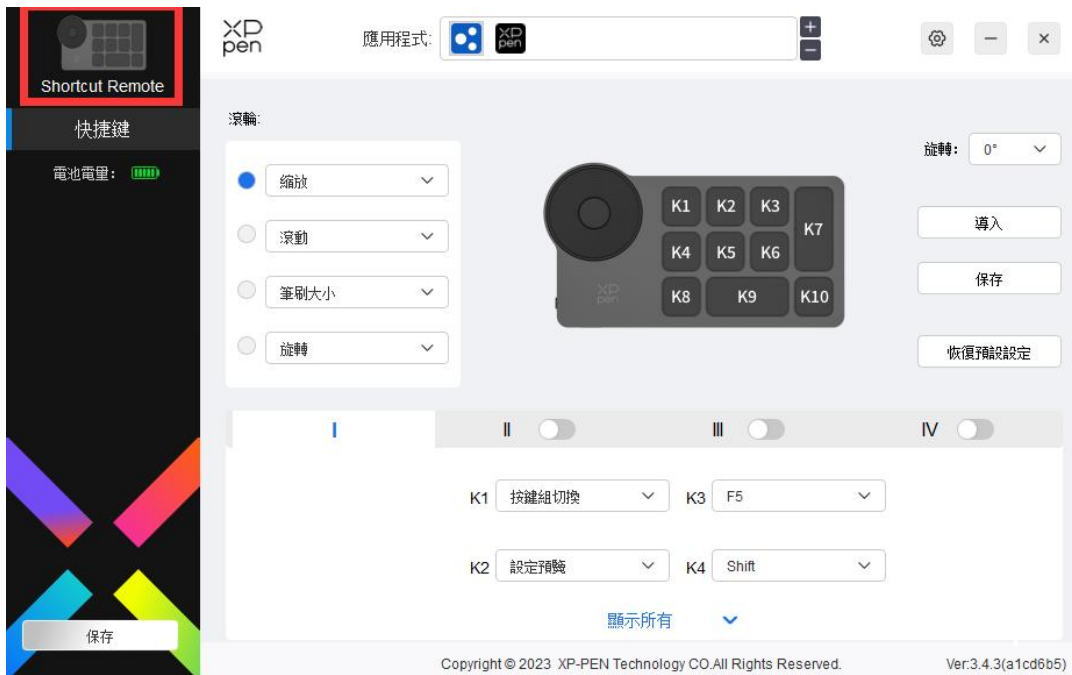 Shortcut Remote
快捷鍵
電池電量：
保存
XP
pen
應用程式:
XP
pen
滾輪:
縮放
滾動
筆刷大小
旋轉
K1 K2 K3
K7
K4 K5 K6
K8 K9 K10
XP
pen
旋轉： 0°
導入
保存
恢復預設設定
I II III IV
K1 按鍵組切換 K3 F5
K2 設定預覽 K4 Shift
顯示所有
Copyright © 2023 XP-PEN Technology CO.All Rights Reserved. Ver:3.4.3(a1cd6b5)